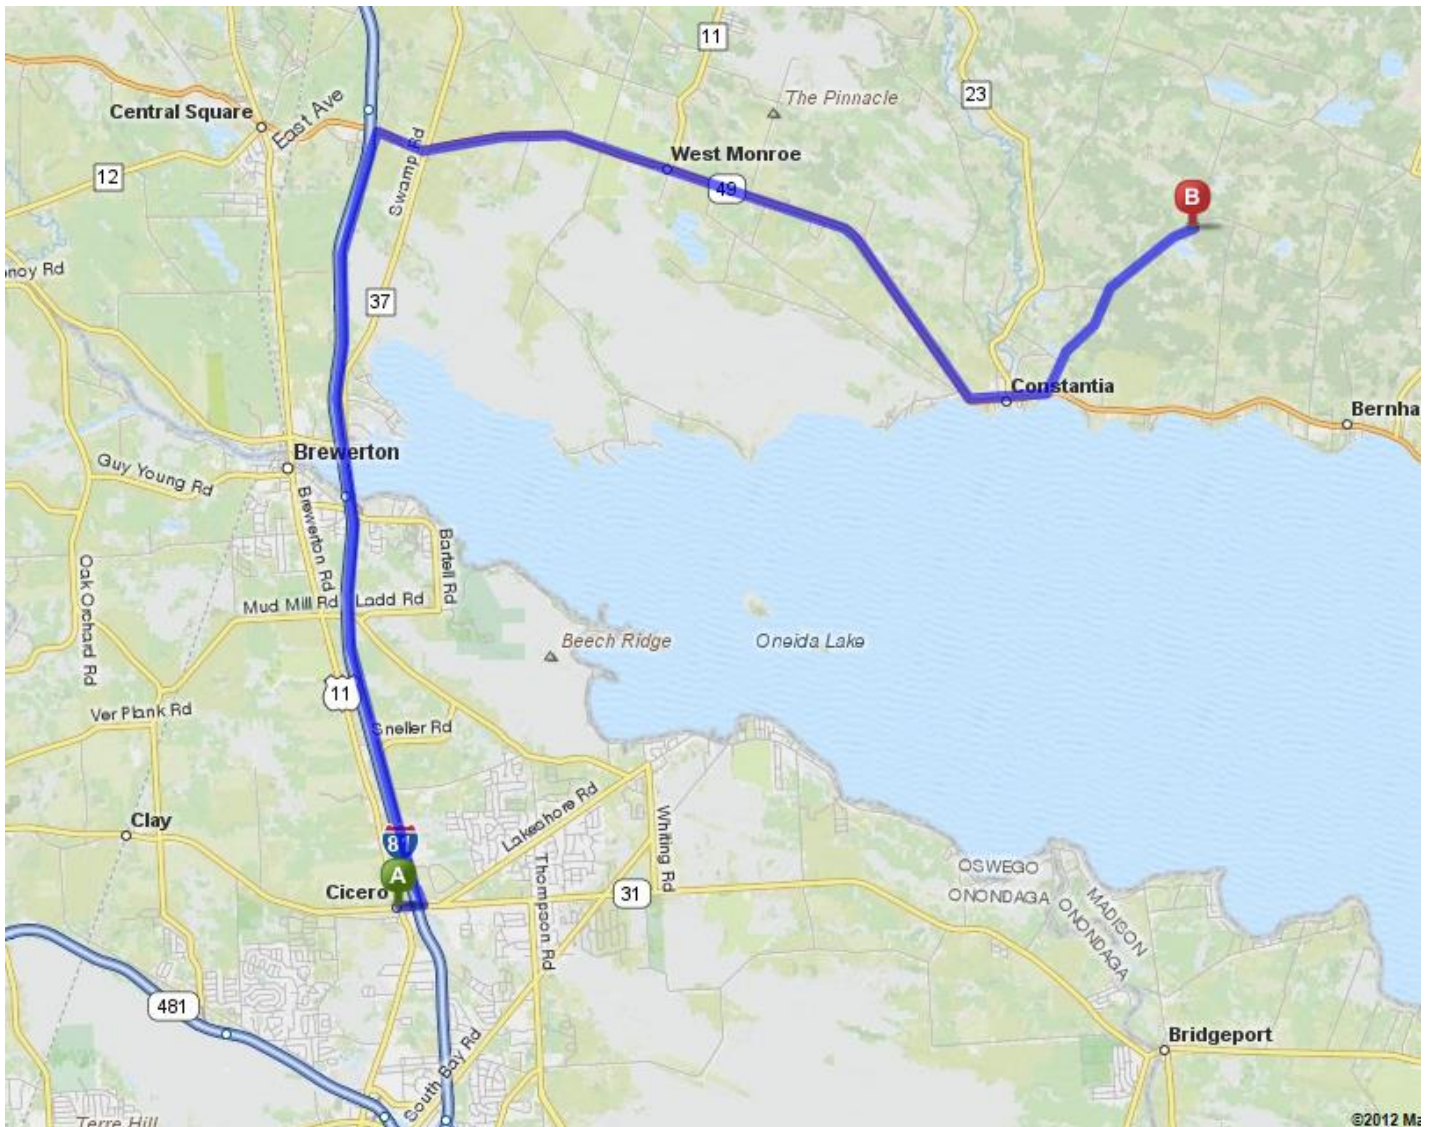 11
The Pinnacle
23
Central Square
East Ave
12
Swamp Rd
West Monroe
49
B
37
Constantia
Bernha
Brewerton
Guy Young Rd
Brewerton Rd
Bartell Rd
Oak Orchard Rd
Mud Mill Rd
Ladd Rd
Beech Ridge
Oneida Lake
11
Ver Plank Rd
Sneller Rd
Lakeshore Rd
Clay
Whiting Rd
81
A
Cicero
Thompson Rd
31
OSWEGO
ONONDAGA
MADISON
ONONDAGA
481
South Bay Rd
Bridgeport
Terre Hill
©2012 Ma